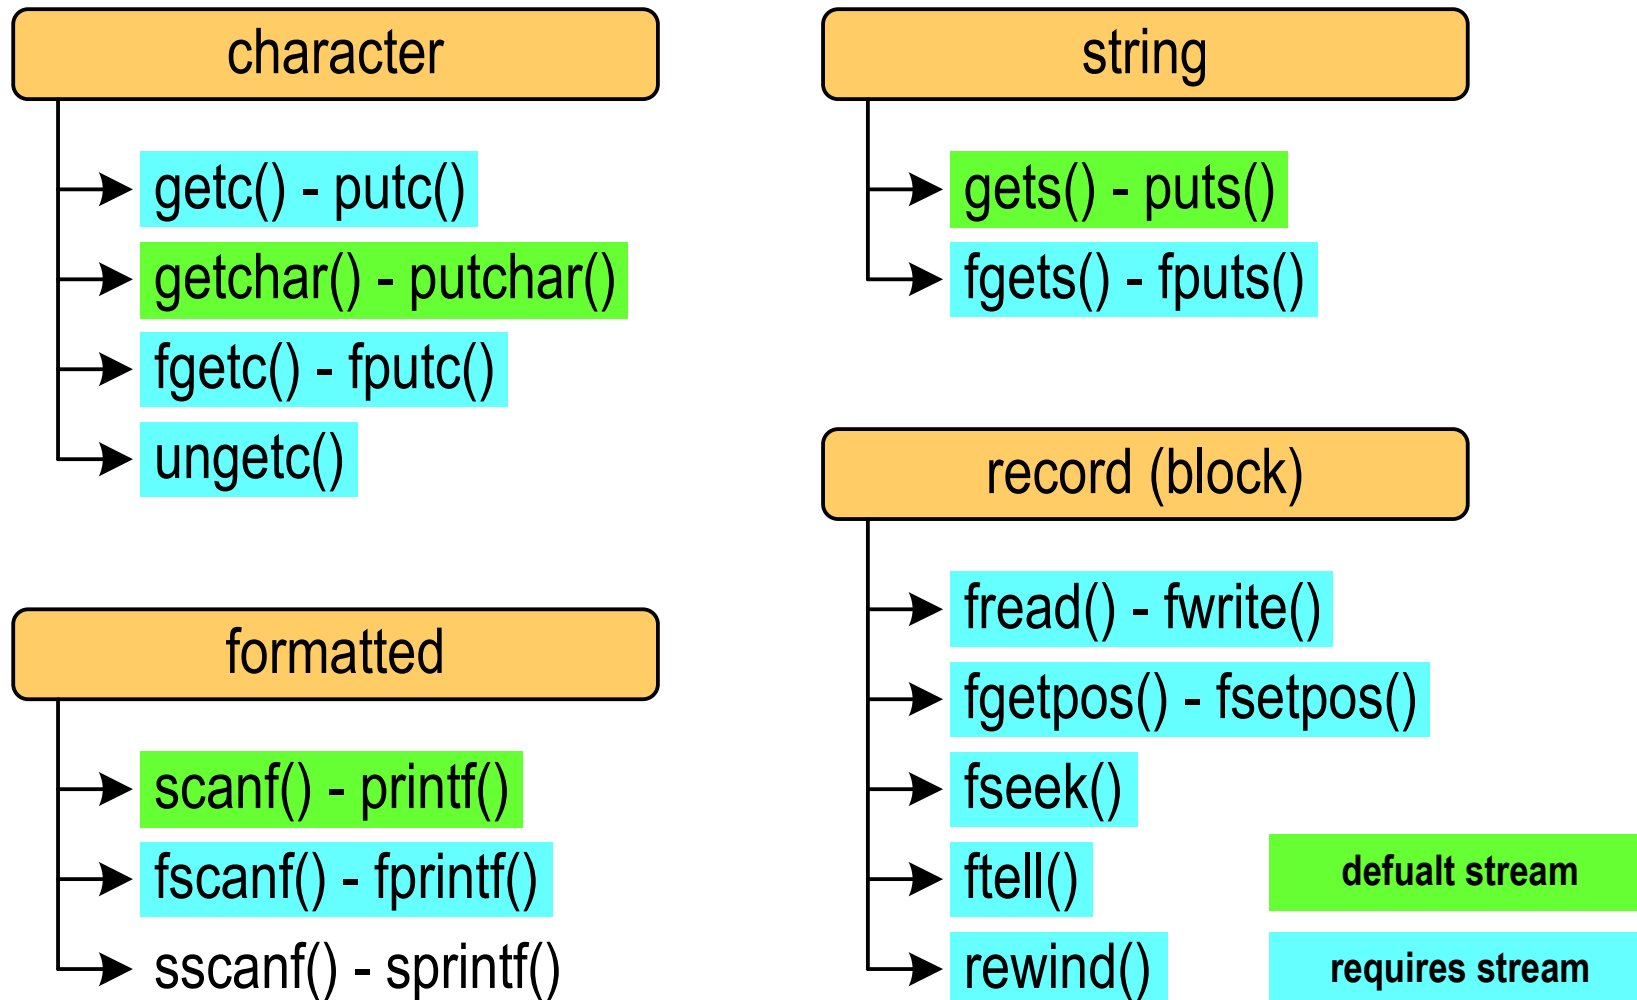 character
getc() - putc()
getchar() - putchar()
fgetc() - fputc()
ungetc()
formatted
scanf() - printf()
fscanf() - fprintf()
sscanf() - sprintf()
string
gets() - puts()
fgets() - fputs()
record (block)
fread() - fwrite()
fgetpos() - fsetpos()
fseek()
ftell()
rewind()
defualt stream
requires stream